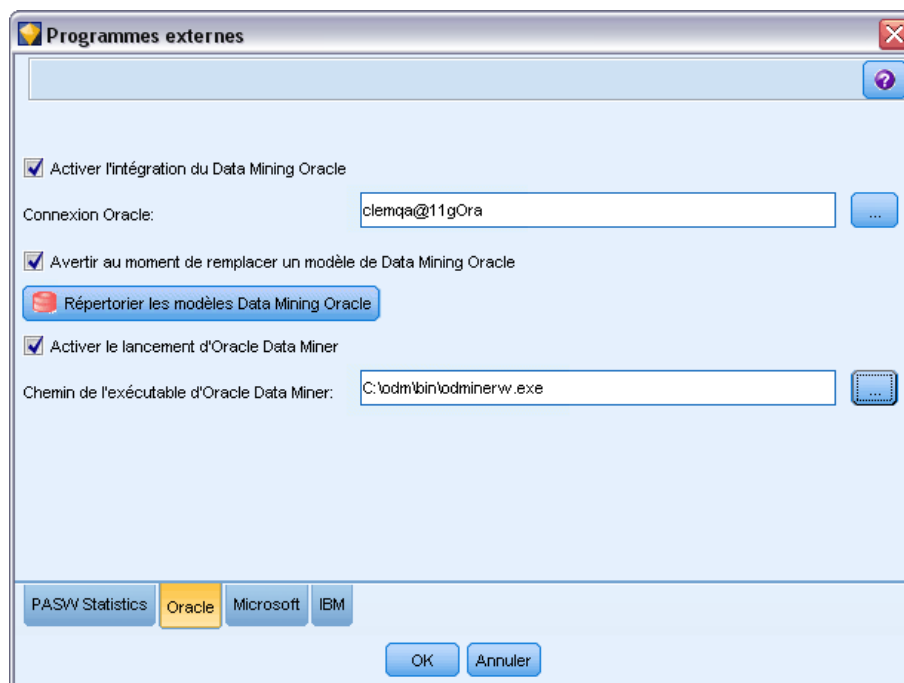 Programmes externes
Activer l'intégration du Data Mining Oracle
Connexion Oracle: clemqa@11gOra ...
Avertir au moment de remplacer un modèle de Data Mining Oracle
Répertorier les modèles Data Mining Oracle
Activer le lancement d'Oracle Data Miner
Chemin de l'exécutable d'Oracle Data Miner: C:\odm\bin\odminerw.exe ...
PASW Statistics Oracle Microsoft IBM
OK Annuler